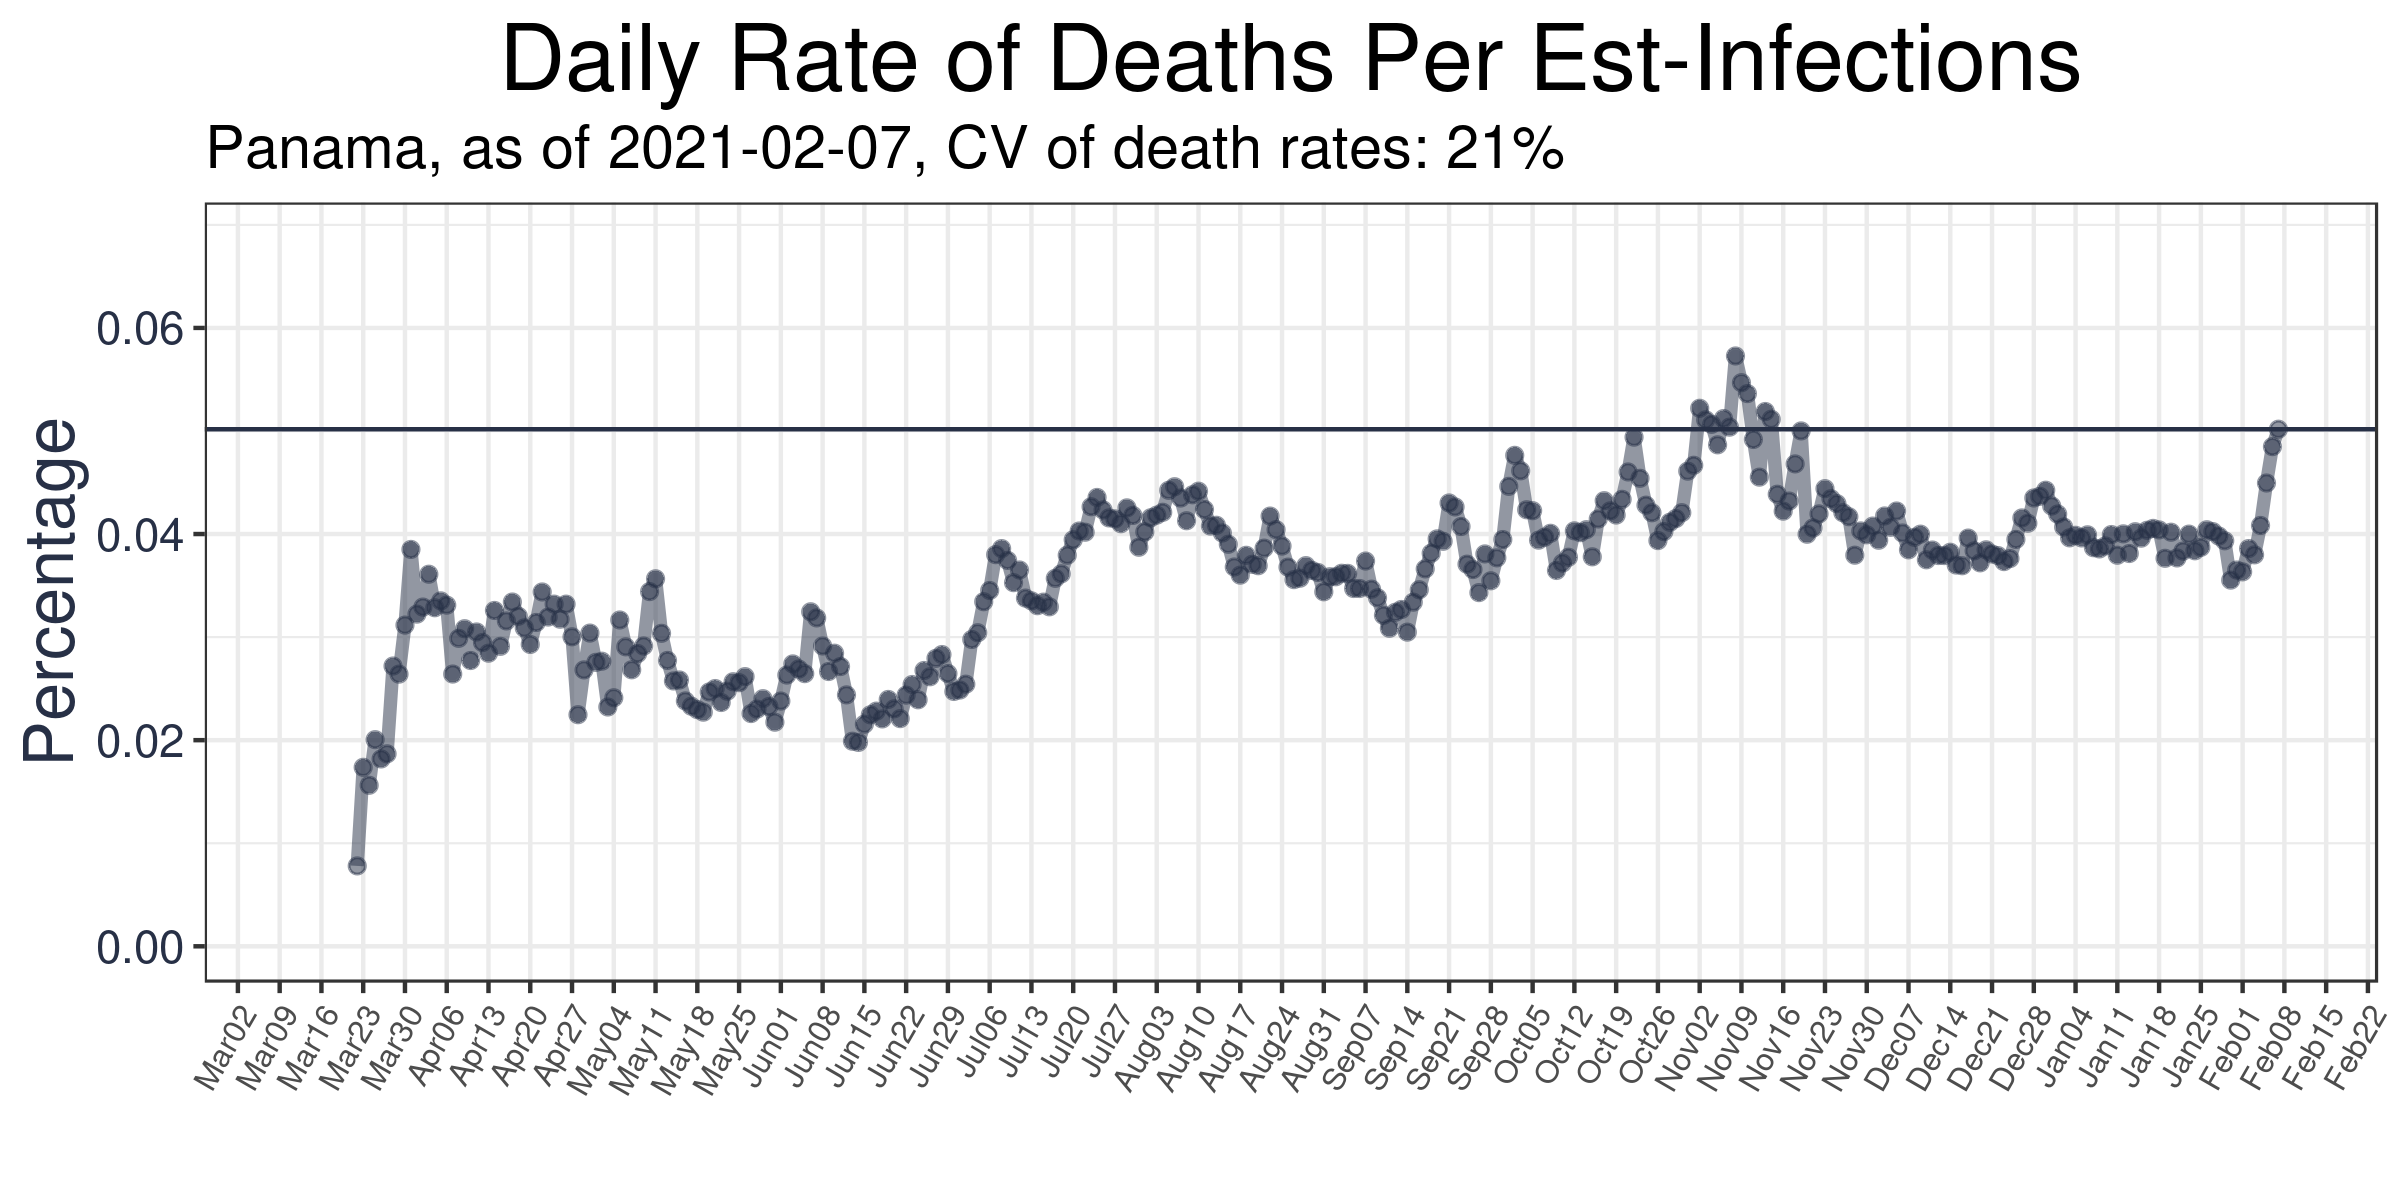 Daily Rate of Deaths Per Est-Infections
Panama, as of 2021-02-07, CV of death rates: 21%
Percentage
0.06
0.04
0.02
0.00
Mar02 Mar09 Mar16 Mar23 Mar30 Apr06 Apr13 Apr20 Apr27 May04 May11 May18 May25 Jun01 Jun08 Jun15 Jun22 Jun29 Jul06 Jul13 Jul20 Jul27 Aug03 Aug10 Aug17 Aug24 Aug31 Sep07 Sep14 Sep21 Sep28 Oct05 Oct12 Oct19 Oct26 Nov02 Nov09 Nov16 Nov23 Nov30 Dec07 Dec14 Dec21 Dec28 Jan04 Jan11 Jan18 Jan25 Feb01 Feb08 Feb15 Feb22